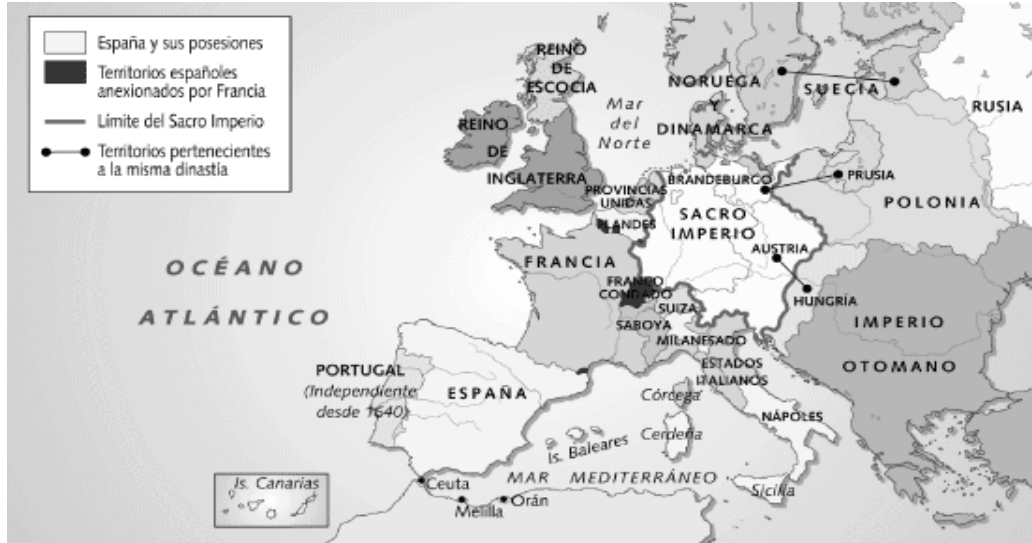 España y sus posesiones
Territorios españoles
anexionados por Francia
Límite del Sacro Imperio
Territorios pertenecientes
a la misma dinastía
REINO
DE
ESCOCIA
Mar
del
Norte
NORUEGA
Y
DINAMARCA
SUECIA
RUSIA
REINO
DE
INGLATERRA
PROVINCIAS
UNIDAS
BRANDEBURGO
PRUSIA
POLONIA
FLANDES
SACRO
IMPERIO
AUSTRIA
HUNGRÍA
OCÉANO
ATLÁNTICO
FRANCIA
FRANCO
CONDADO
SUIZA
SABOYA
MILANESADO
ESTADOS
ITALIANOS
IMPERIO
OTOMANO
PORTUGAL
(Independiente
desde 1640)
ESPAÑA
Córcega
Cerdeña
NÁPOLES
Is. Baleares
MAR MEDITERRÁNEO
Sicilia
Is. Canarias
Ceuta
Melilla
Orán